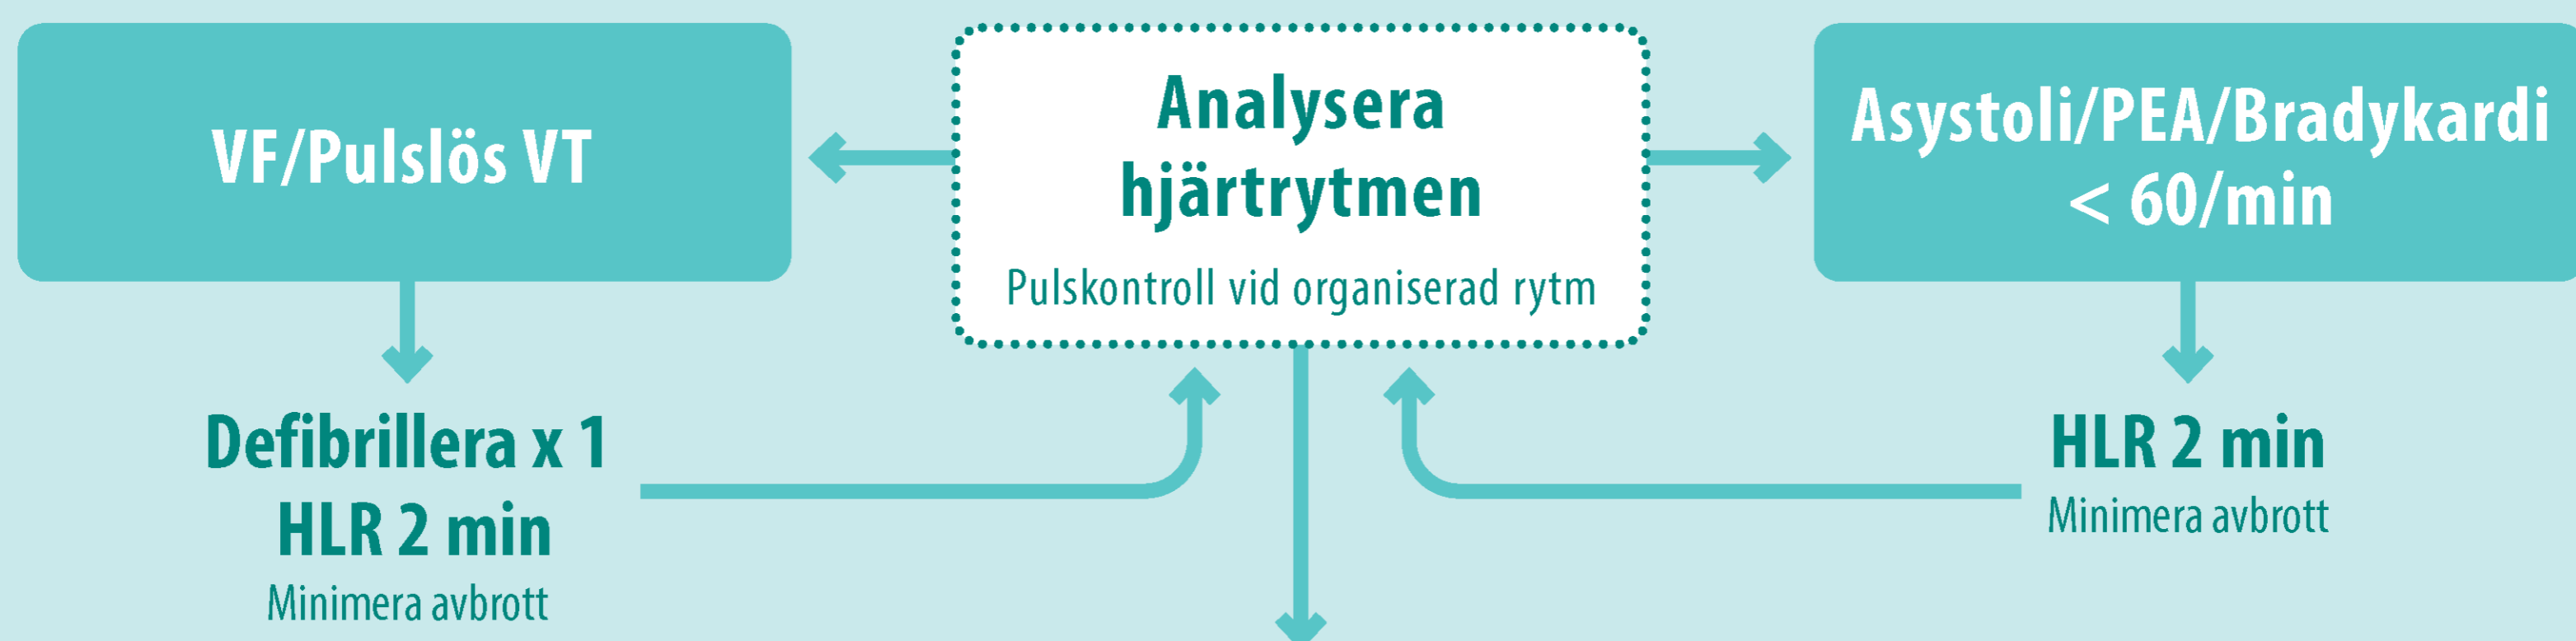 VF/Pulslös VT
Analysera
hjärtrytmen
Pulskontroll vid organiserad rytm
Asystoli/PEA/Bradykardi
< 60/min
Defibrillera x 1
HLR 2 min
Minimera avbrott
HLR 2 min
Minimera avbrott